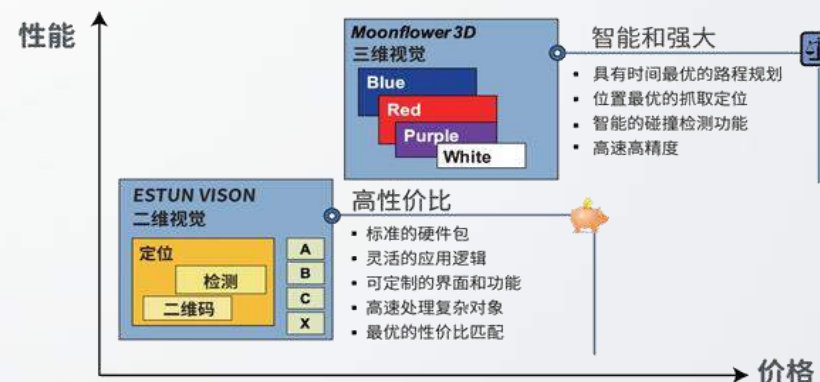 性能
Moonflower 3D
三维视觉
Blue
Red
Purple
White
智能和强大
▪ 具有时间最优的路程规划
▪ 位置最优的抓取定位
▪ 智能的碰撞检测功能
▪ 高速高精度
ESTUN VISON
二维视觉
定位
检测
二维码
A
B
C
X
高性价比
▪ 标准的硬件包
▪ 灵活的应用逻辑
▪ 可定制的界面和功能
▪ 高速处理复杂对象
▪ 最优的性价比匹配
价格